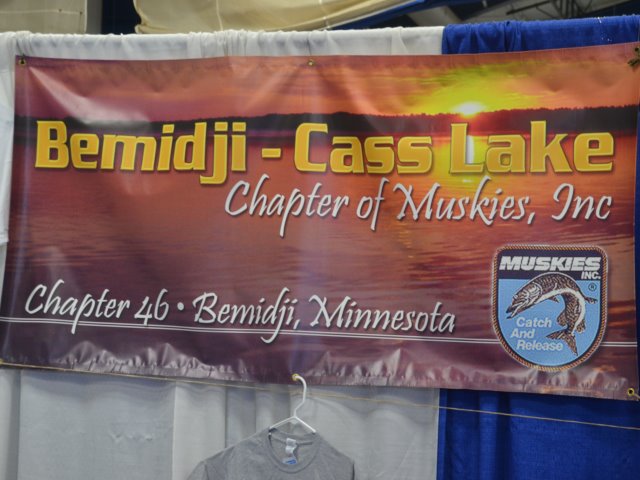 Bemidji - Cass Lake
Chapter of Muskies, Inc
Chapter 46 • Bemidji, Minnesota
MUSKIES
INC.
®
Catch
And
Release